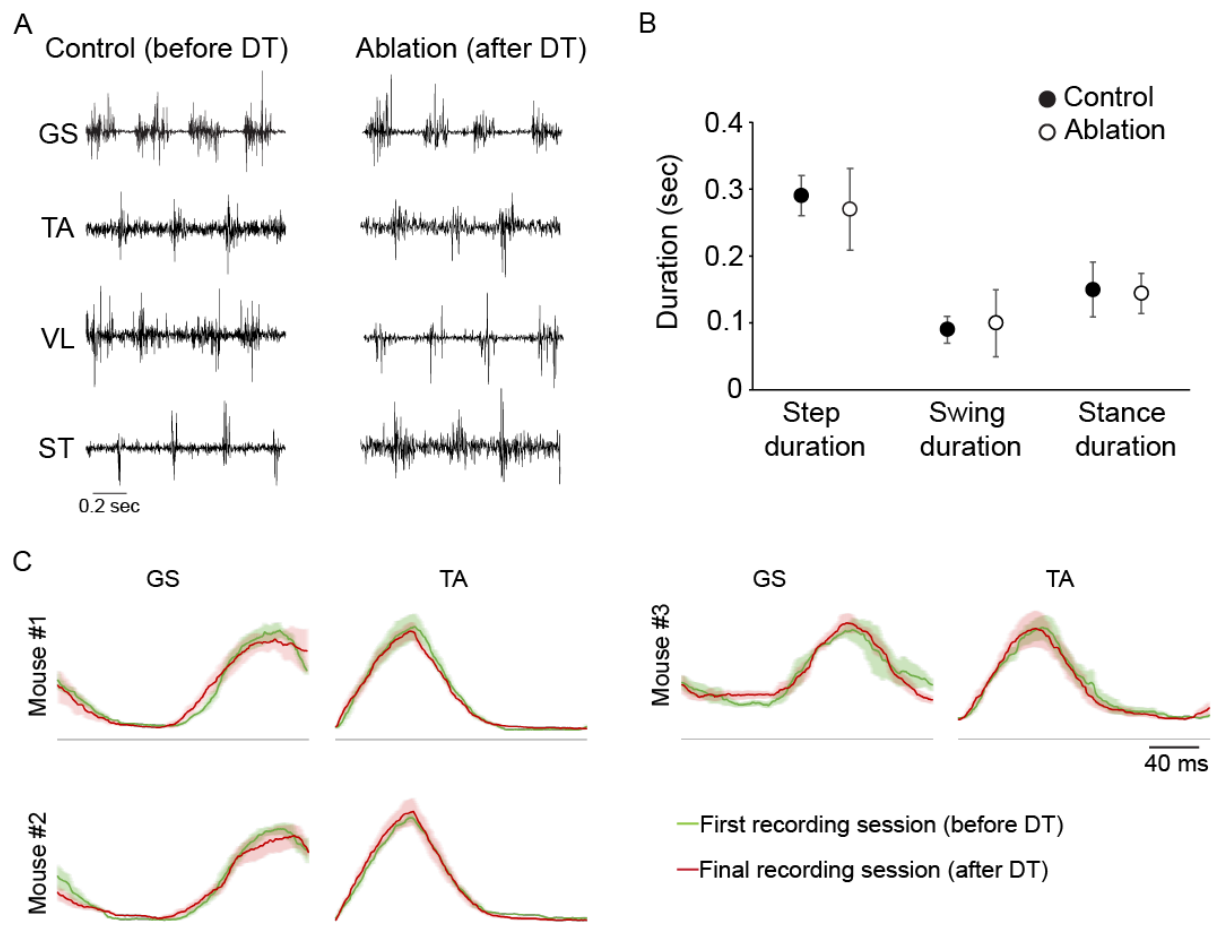 A
Control (before DT)
Ablation (after DT)
GS
TA
VL
ST
0.2 sec
B
Control
Ablation
Duration (sec)
0.4
0.3
0.2
0.1
0
Step
duration
Swing
duration
Stance
duration
C
GS
TA
Mouse #1
Mouse #2
GS
TA
Mouse #3
40 ms
First recording session (before DT)
Final recording session (after DT)